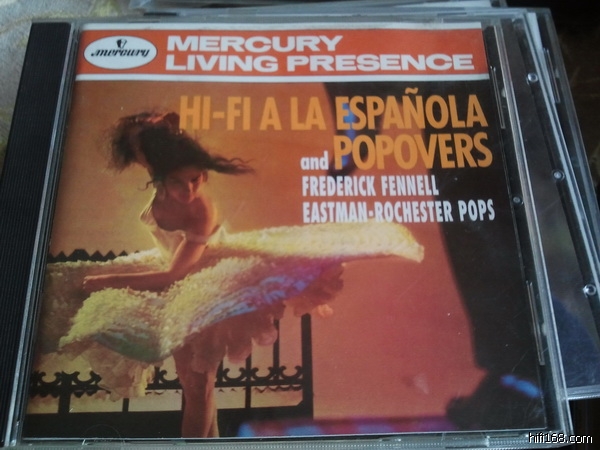 mercury
MERCURY
LIVING PRESENCE
HI-FI A LA ESPAÑOLA
and POPOVERS
FREDERICK FENNELL
EASTMAN-ROCHESTER POPS
hifi168.com